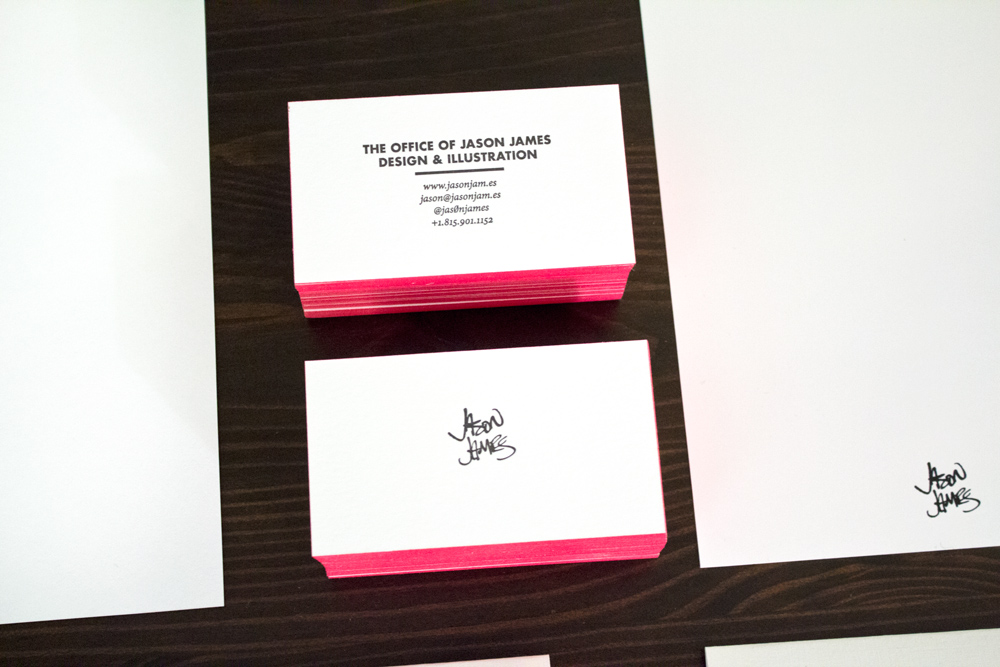 THE OFFICE OF JASON JAMES
DESIGN & ILLUSTRATION
www.jasonjam.es
jason@jasonjam.es
@jas0njames
+1.815.901.1152
JASON
JAMES
JASON
JAMES